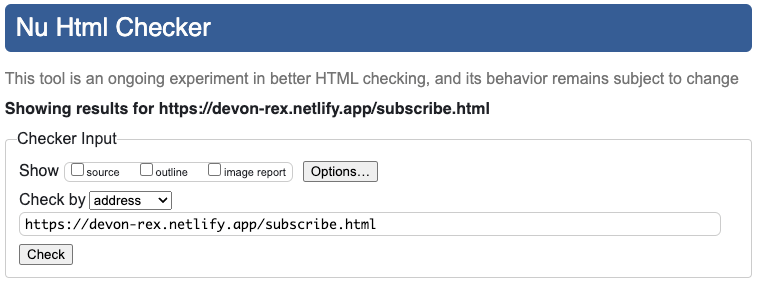 Nu Html Checker
This tool is an ongoing experiment in better HTML checking, and its behavior remains subject to change
Showing results for https://devon-rex.netlify.app/subscribe.html
Checker Input
Show source outline image report Options...
Check by address
https://devon-rex.netlify.app/subscribe.html
Check